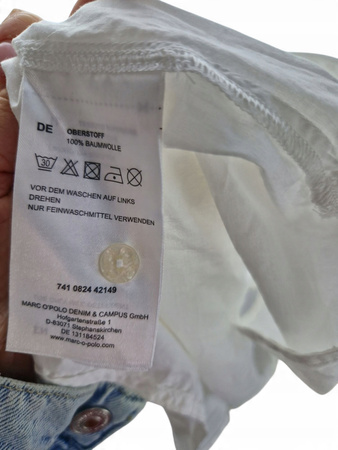 DE OBERSTOFF
100% BAUMWOLLE
30
VOR DEM WASCHEN AUF LINKS
DREHEN
NUR FEINWASCHMITTEL VERWENDEN
741 0824 42149
MARC O'POLO DENIM & CAMPUS GmbH
Hofgartenstraße 1
D-83071 Stephanskirchen
DE 131184524
www.marc-o-polo.com